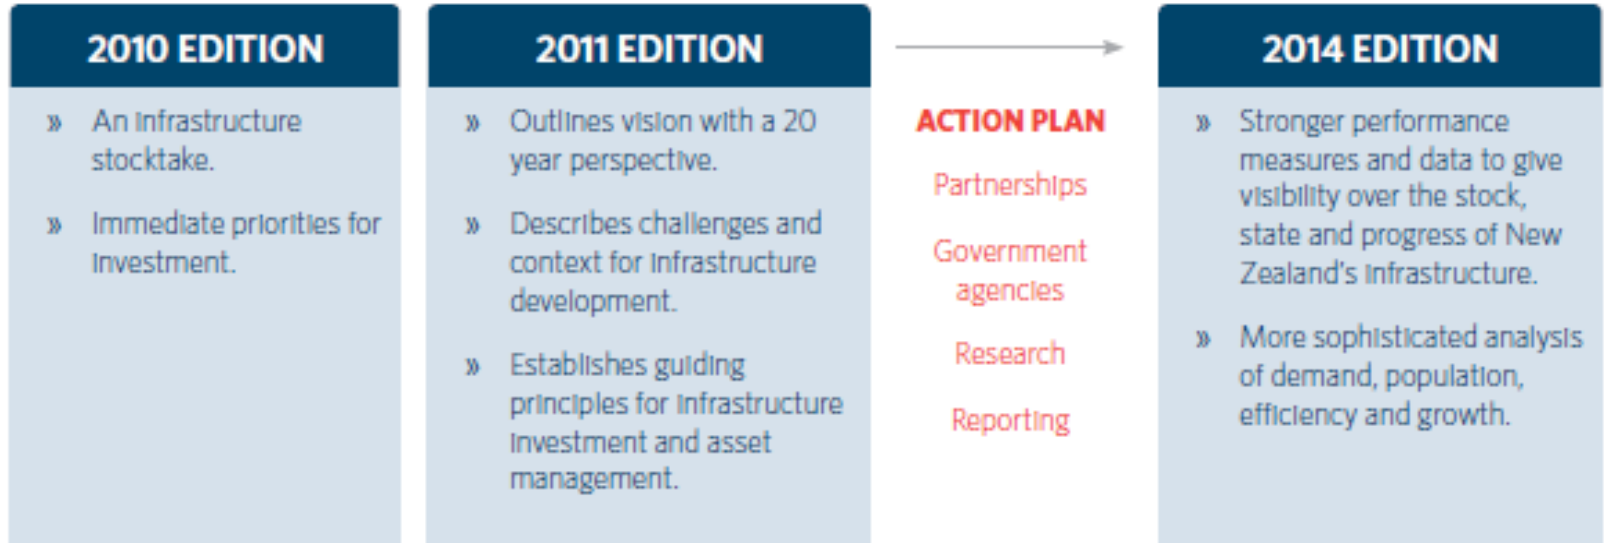 2010 EDITION
» An infrastructure
stocktake.
» Immediate priorities for
investment.
2011 EDITION
» Outlines vision with a 20
year perspective.
» Describes challenges and
context for infrastructure
development.
» Establishes guiding
principles for infrastructure
investment and asset
management.
ACTION PLAN
Partnerships
Government
agencies
Research
Reporting
2014 EDITION
» Stronger performance
measures and data to give
visibility over the stock,
state and progress of New
Zealand's infrastructure.
» More sophisticated analysis
of demand, population,
efficiency and growth.